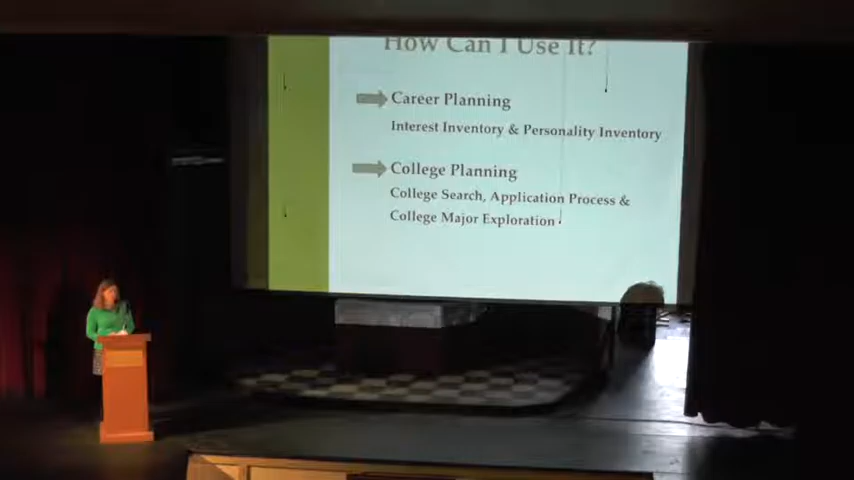 How Can I Use It?
Career Planning
Interest Inventory & Personality Inventory
College Planning
College Search, Application Process &
College Major Exploration